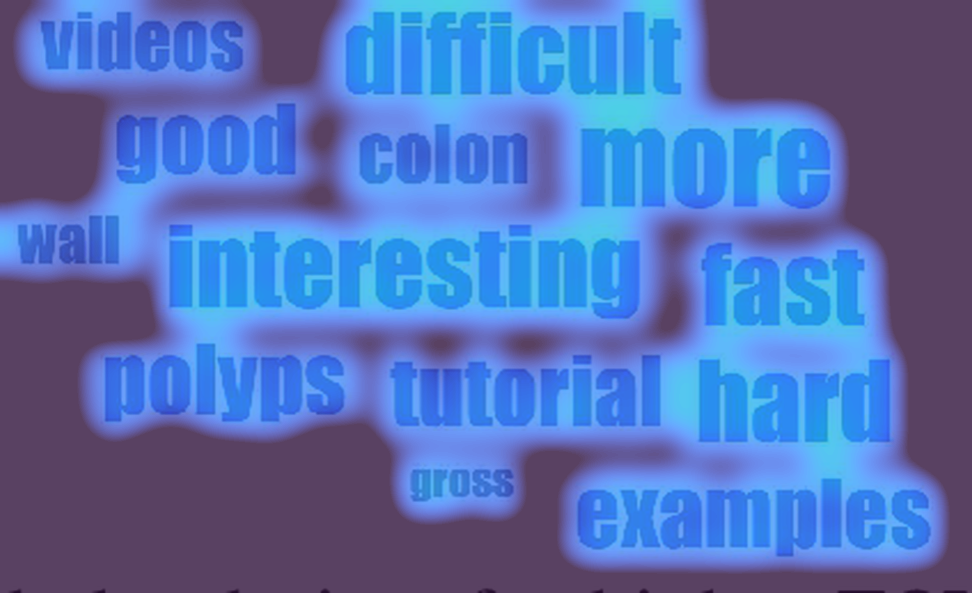 videos difficult
good colon more
wall interesting fast
polyps tutorial hard
gross examples